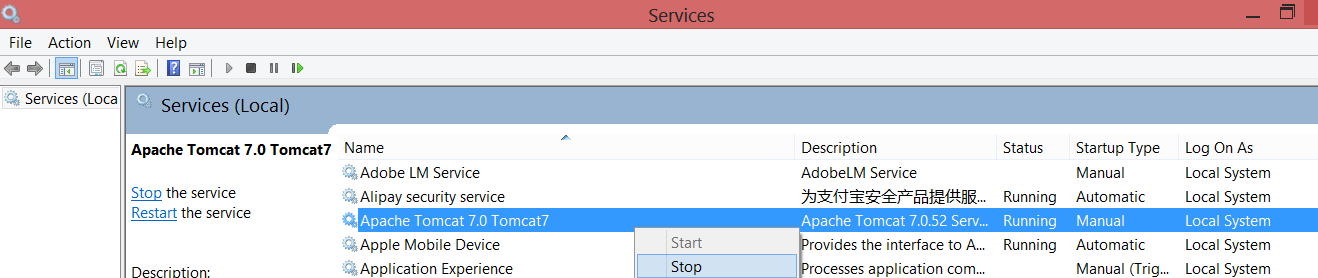 Services
File Action View Help
Services (Loca
Services (Local)
Apache Tomcat 7.0 Tomcat7
Stop the service
Restart the service
Description:
Name Description Status Startup Type Log On As
Adobe LM Service AdobeLM Service Manual Local System
Alipay security service 为支付宝安全产品提供服... Running Automatic Local System
Apache Tomcat 7.0 Tomcat7 Apache Tomcat 7.0.52 Serv... Running Manual Local System
Apple Mobile Device Provides the interface to A... Running Automatic Local System
Application Experience Processes application com... Manual (Trig... Local System
Start
Stop